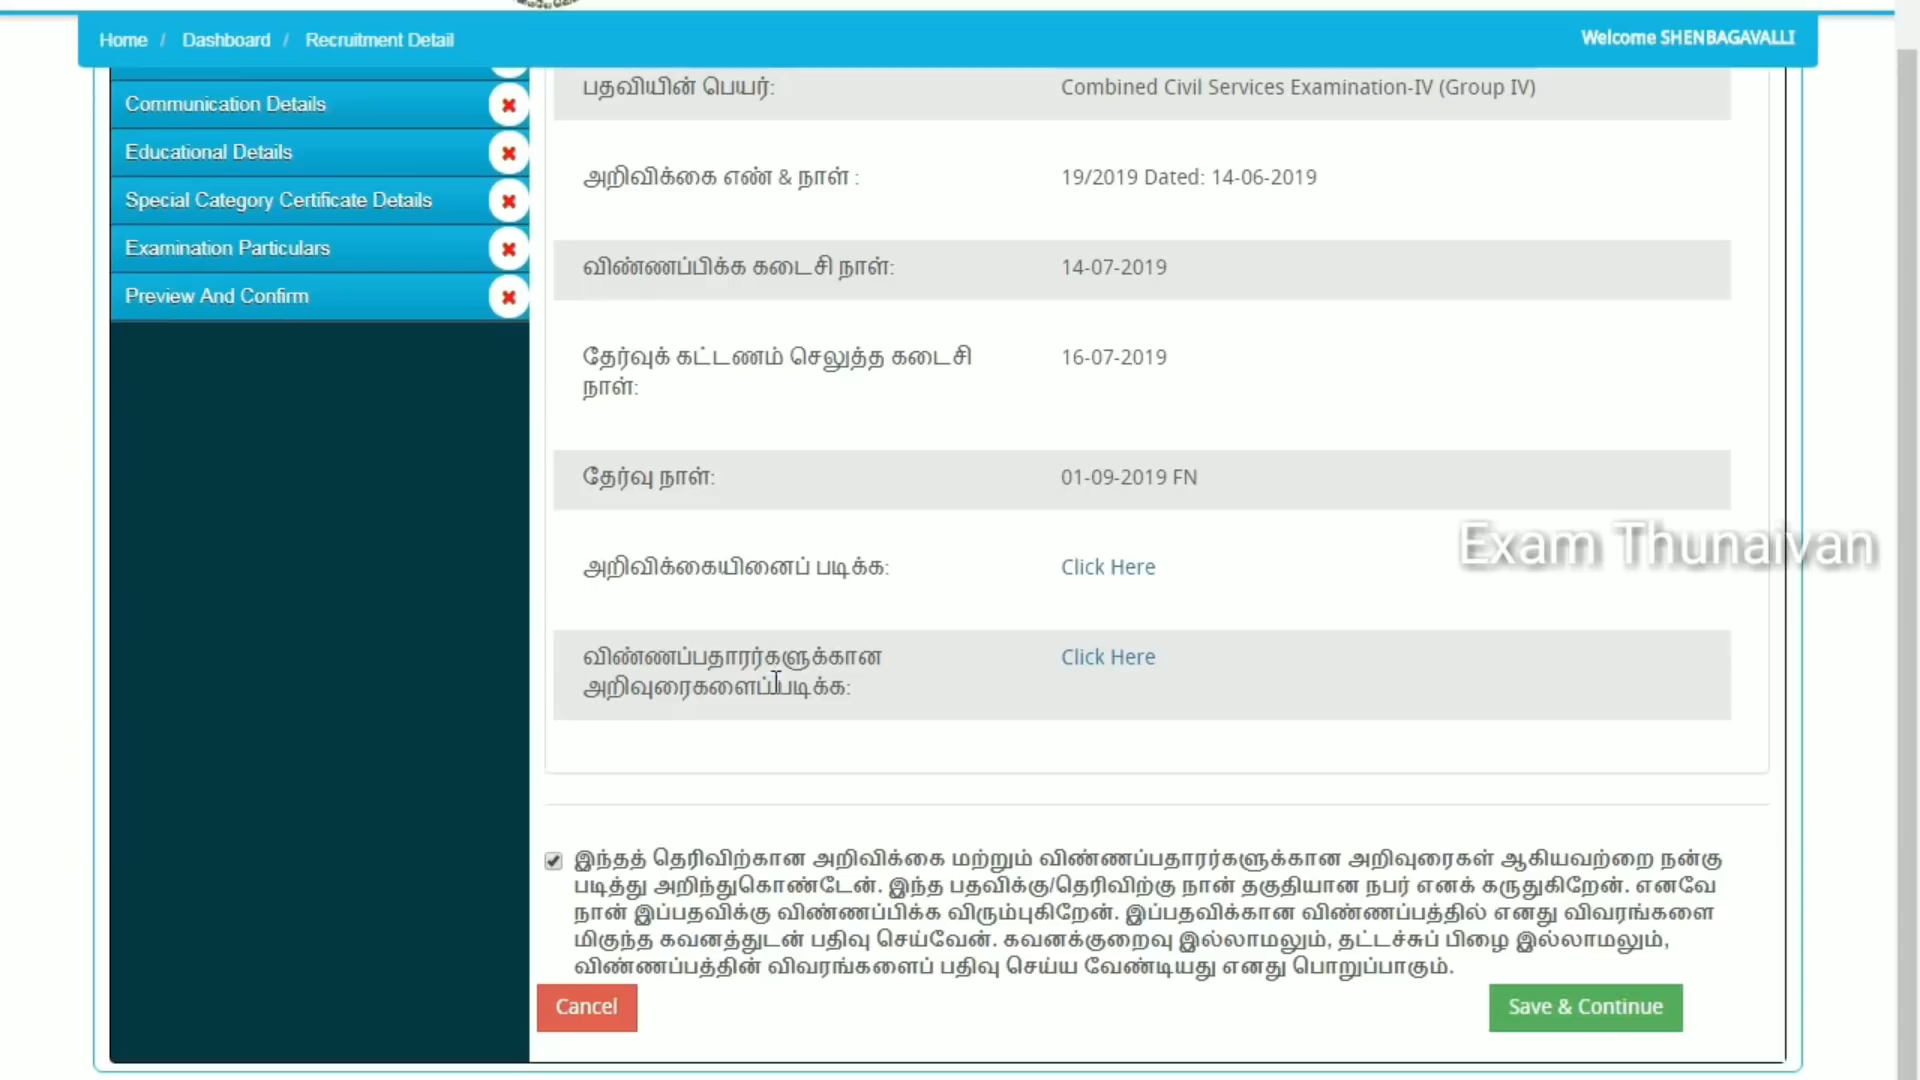 Home / Dashboard / Recruitment Detail
Welcome SHENBAGAVALLI
Communication Details
Educational Details
Special Category Certificate Details
Examination Particulars
Preview And Confirm
பதவியின் பெயர்: Combined Civil Services Examination-IV (Group IV)
அறிவிக்கை எண் & நாள் : 19/2019 Dated: 14-06-2019
விண்ணப்பிக்க கடைசி நாள்: 14-07-2019
தேர்வுக் கட்டணம் செலுத்த கடைசி 16-07-2019
நாள்:
தேர்வு நாள்: 01-09-2019 FN
அறிவிக்கையினைப் படிக்க: Click Here
விண்ணப்பதாரர்களுக்கான Click Here
அறிவுரைகளைப்படிக்க:
Exam Thunaivan
இந்தத் தெரிவிற்கான அறிவிக்கை மற்றும் விண்ணப்பதாரர்களுக்கான அறிவுரைகள் ஆகியவற்றை நன்கு
படித்து அறிந்துகொண்டேன். இந்த பதவிக்கு/தெரிவிற்கு நான் தகுதியான நபர் எனக் கருதுகிறேன். எனவே
நான் இப்பதவிக்கு விண்ணப்பிக்க விரும்புகிறேன். இப்பதவிக்கான விண்ணப்பத்தில் எனது விவரங்களை
மிகுந்த கவனத்துடன் பதிவு செய்வேன். கவனக்குறைவு இல்லாமலும், தட்டச்சுப் பிழை இல்லாமலும்,
விண்ணப்பத்தின் விவரங்களைப் பதிவு செய்ய வேண்டியது எனது பொறுப்பாகும்.
Cancel
Save & Continue